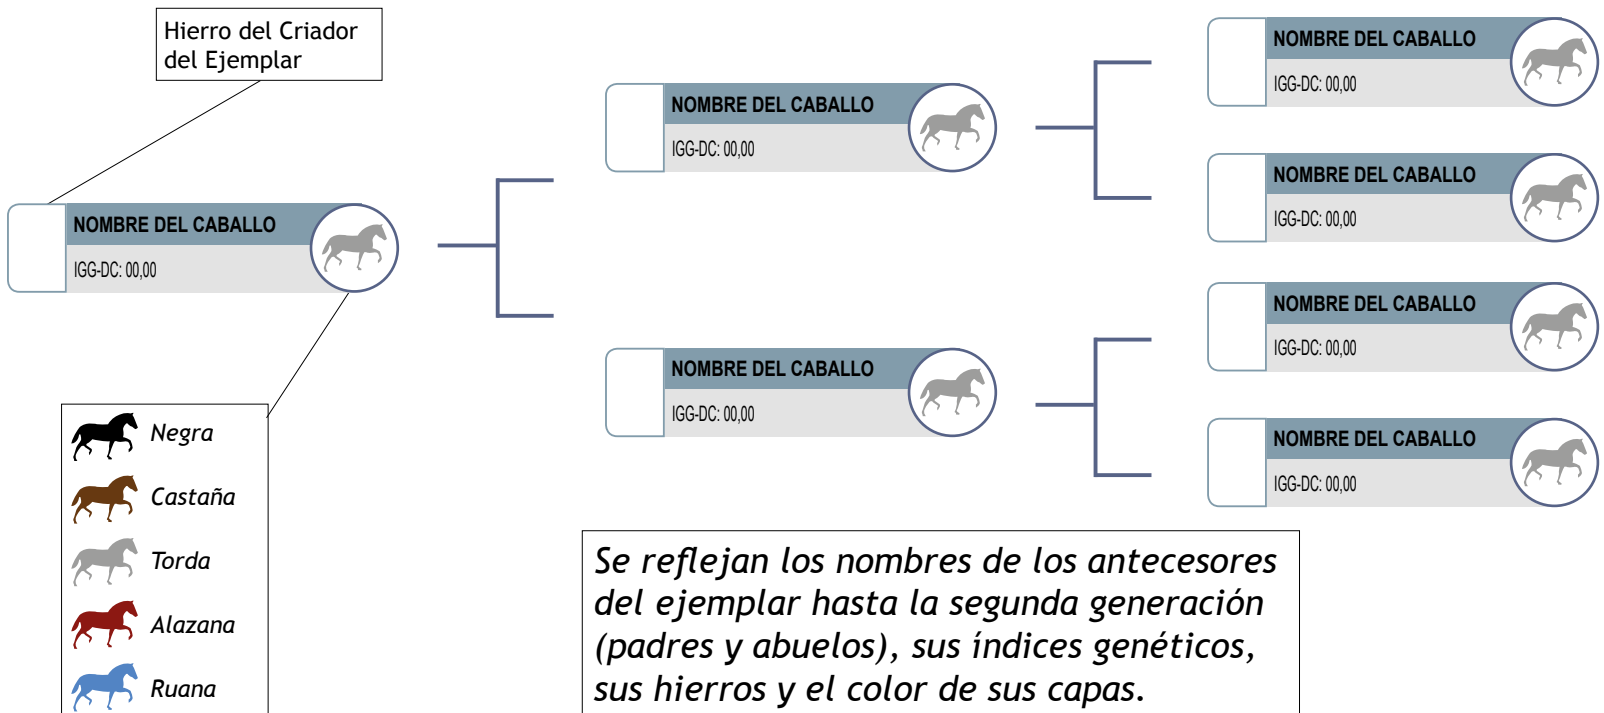 Hierro del Criador
del Ejemplar
NOMBRE DEL CABALLO
IGG-DC: 00,00
NOMBRE DEL CABALLO
IGG-DC: 00,00
NOMBRE DEL CABALLO
IGG-DC: 00,00
NOMBRE DEL CABALLO
IGG-DC: 00,00
NOMBRE DEL CABALLO
IGG-DC: 00,00
NOMBRE DEL CABALLO
IGG-DC: 00,00
NOMBRE DEL CABALLO
IGG-DC: 00,00
Negra
Castaña
Torda
Alazana
Ruana
Se reflejan los nombres de los antecesores
del ejemplar hasta la segunda generación
(padres y abuelos), sus índices genéticos,
sus hierros y el color de sus capas.